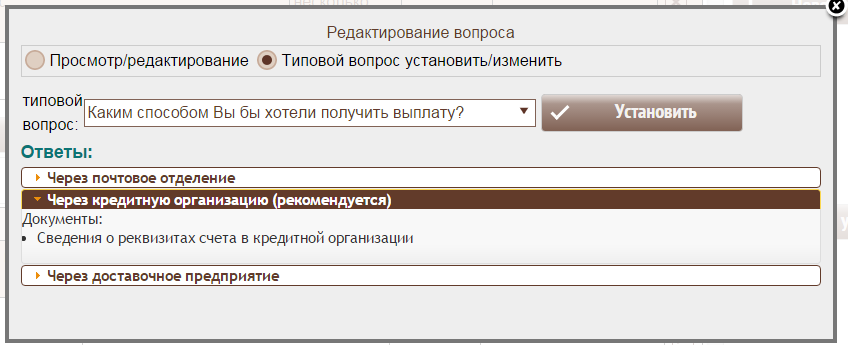 Редактирование вопроса
Просмотр/редактирование Типовой вопрос установить/изменить
типовой
вопрос: Каким способом Вы бы хотели получить выплату? Установить
Ответы:
Через почтовое отделение
Через кредитную организацию (рекомендуется)
Документы:
Сведения о реквизитах счета в кредитной организации
Через доставочное предприятие